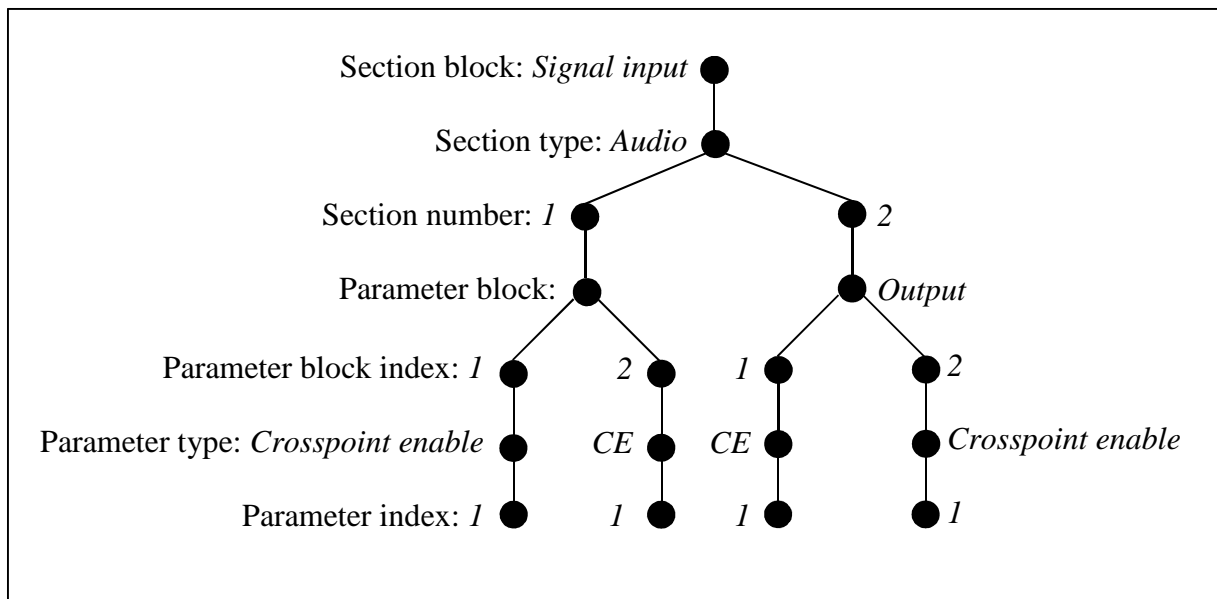 Section block: Signal input
Section type: Audio
Section number: 1 2
Parameter block: Output
Parameter block index: 1 2 1 2
Parameter type: Crosspoint enable CE CE Crosspoint enable
Parameter index: 1 1 1 1